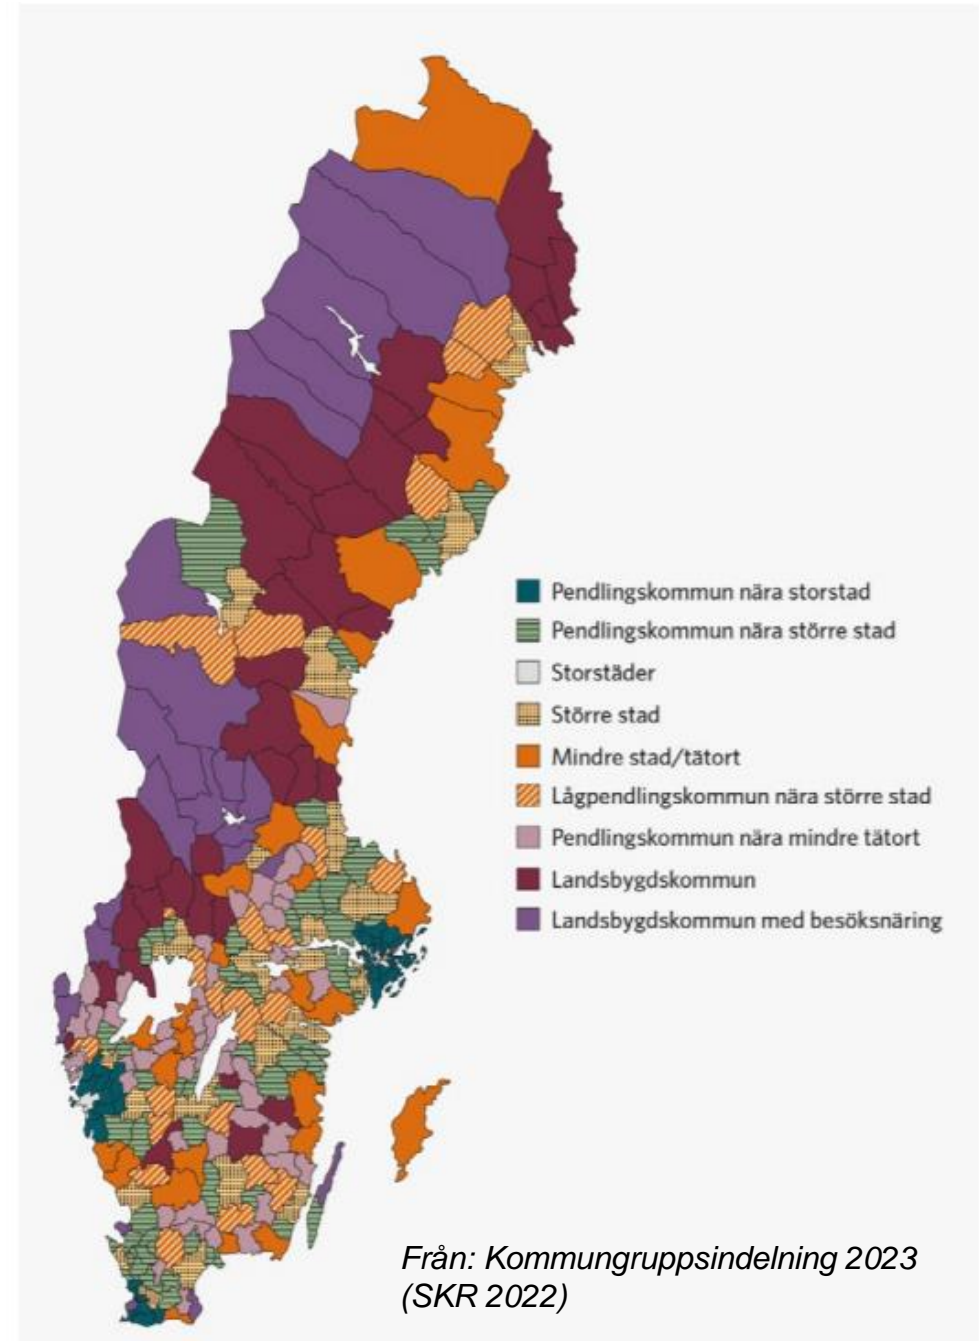 Pendlingskommun nära storstad
Pendlingskommun nära större stad
Storstäder
Större stad
Mindre stad/tätort
Lågpendlingskommun nära större stad
Pendlingskommun nära mindre tätort
Landsbygdskommun
Landsbygdskommun med besöksnäring
Från: Kommungruppsindelning 2023
(SKR 2022)